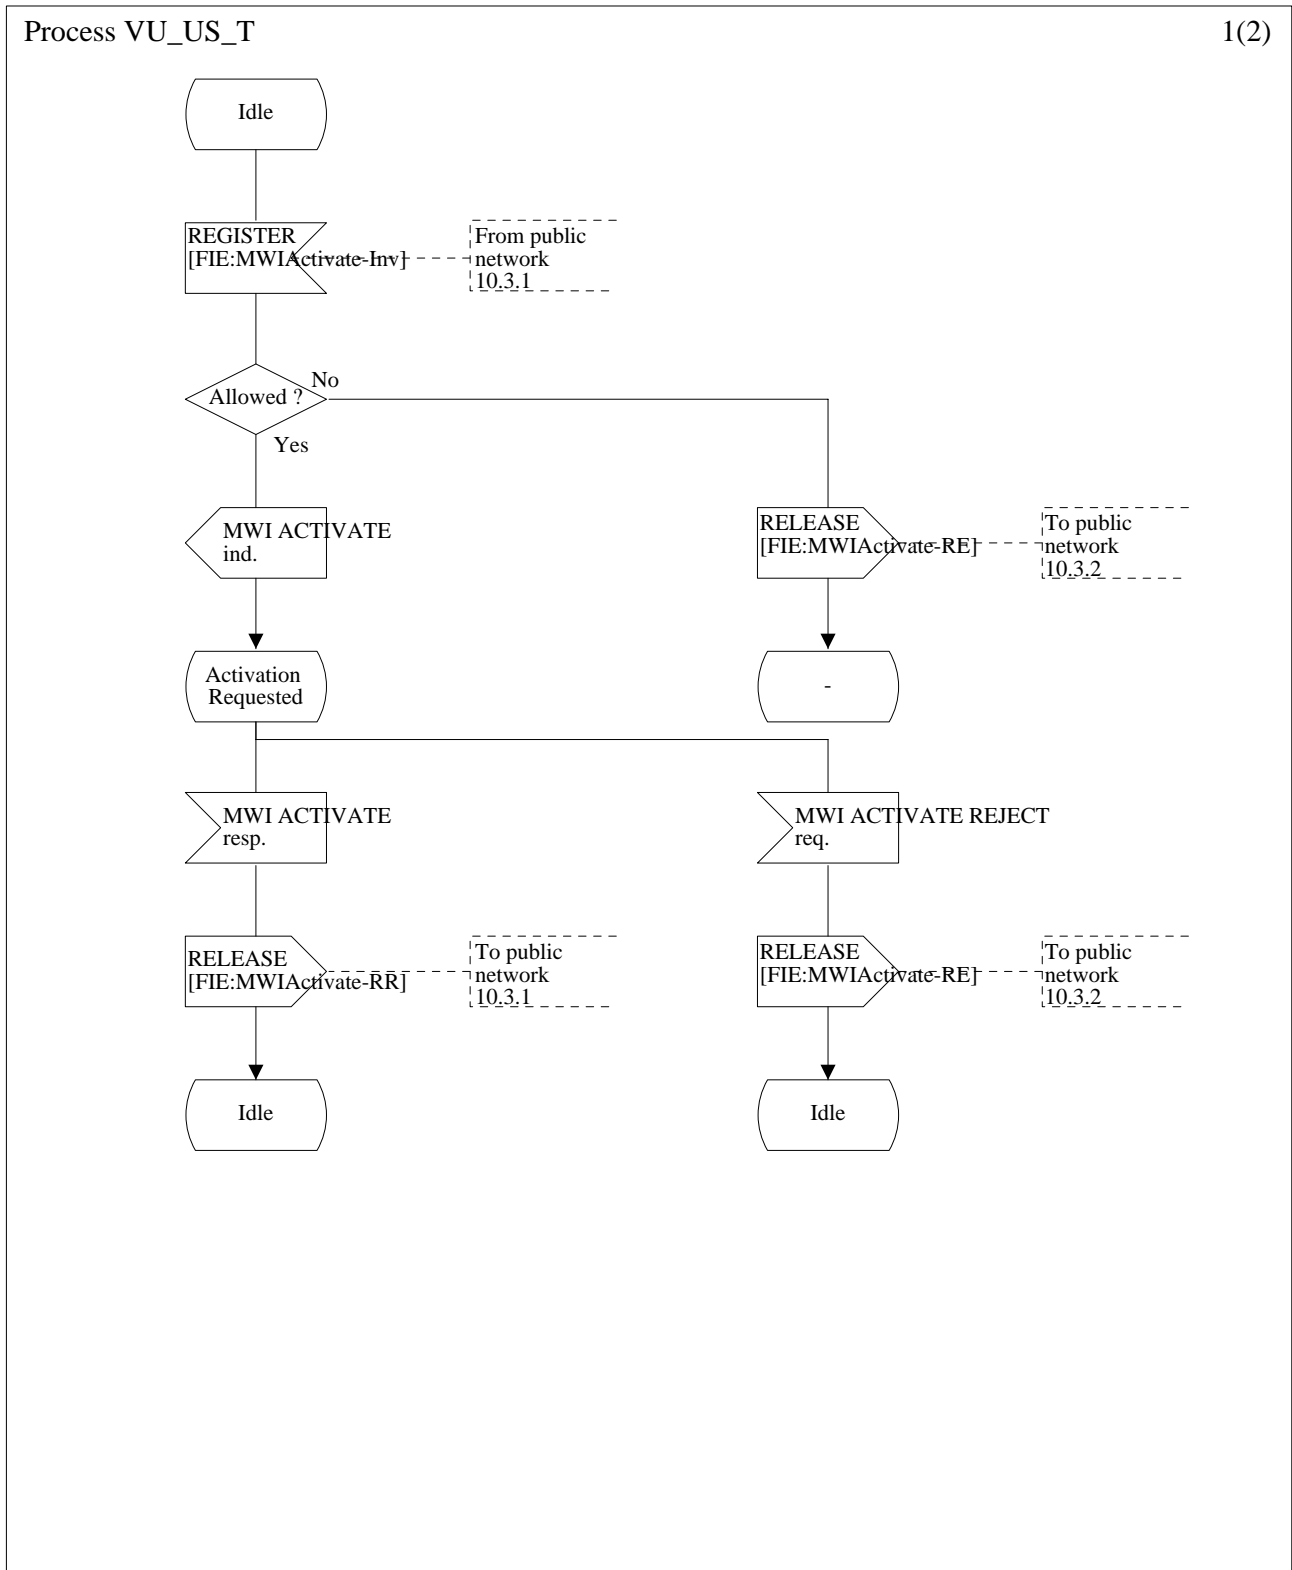 Process VU_US_T
1(2)
Idle
REGISTER
[FIE:MWIActivate-Inv]
From public
network
10.3.1
Allowed ?
No
Yes
MWI ACTIVATE
ind.
RELEASE
[FIE:MWIActivate-RE]
To public
network
10.3.2
Activation
Requested
-
MWI ACTIVATE
resp.
MWI ACTIVATE REJECT
req.
RELEASE
[FIE:MWIActivate-RR]
To public
network
10.3.1
RELEASE
[FIE:MWIActivate-RE]
To public
network
10.3.2
Idle
Idle